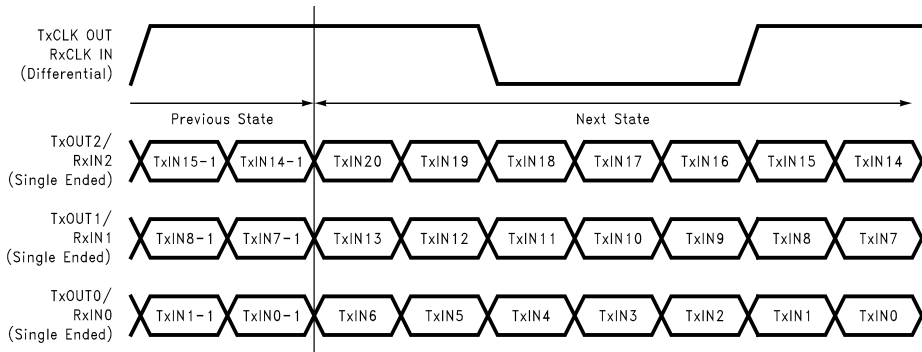 TxCLK OUT
RxCLK IN
(Differential)
Previous State
Next State
TxOUT2/
RxIN2
(Single Ended)
TxIN15-1 TxIN14-1 TxIN20 TxIN19 TxIN18 TxIN17 TxIN16 TxIN15 TxIN14
TxOUT1/
RxIN1
(Single Ended)
TxIN8-1 TxIN7-1 TxIN13 TxIN12 TxIN11 TxIN10 TxIN9 TxIN8 TxIN7
TxOUT0/
RxIN0
(Single Ended)
TxIN1-1 TxIN0-1 TxIN6 TxIN5 TxIN4 TxIN3 TxIN2 TxIN1 TxIN0